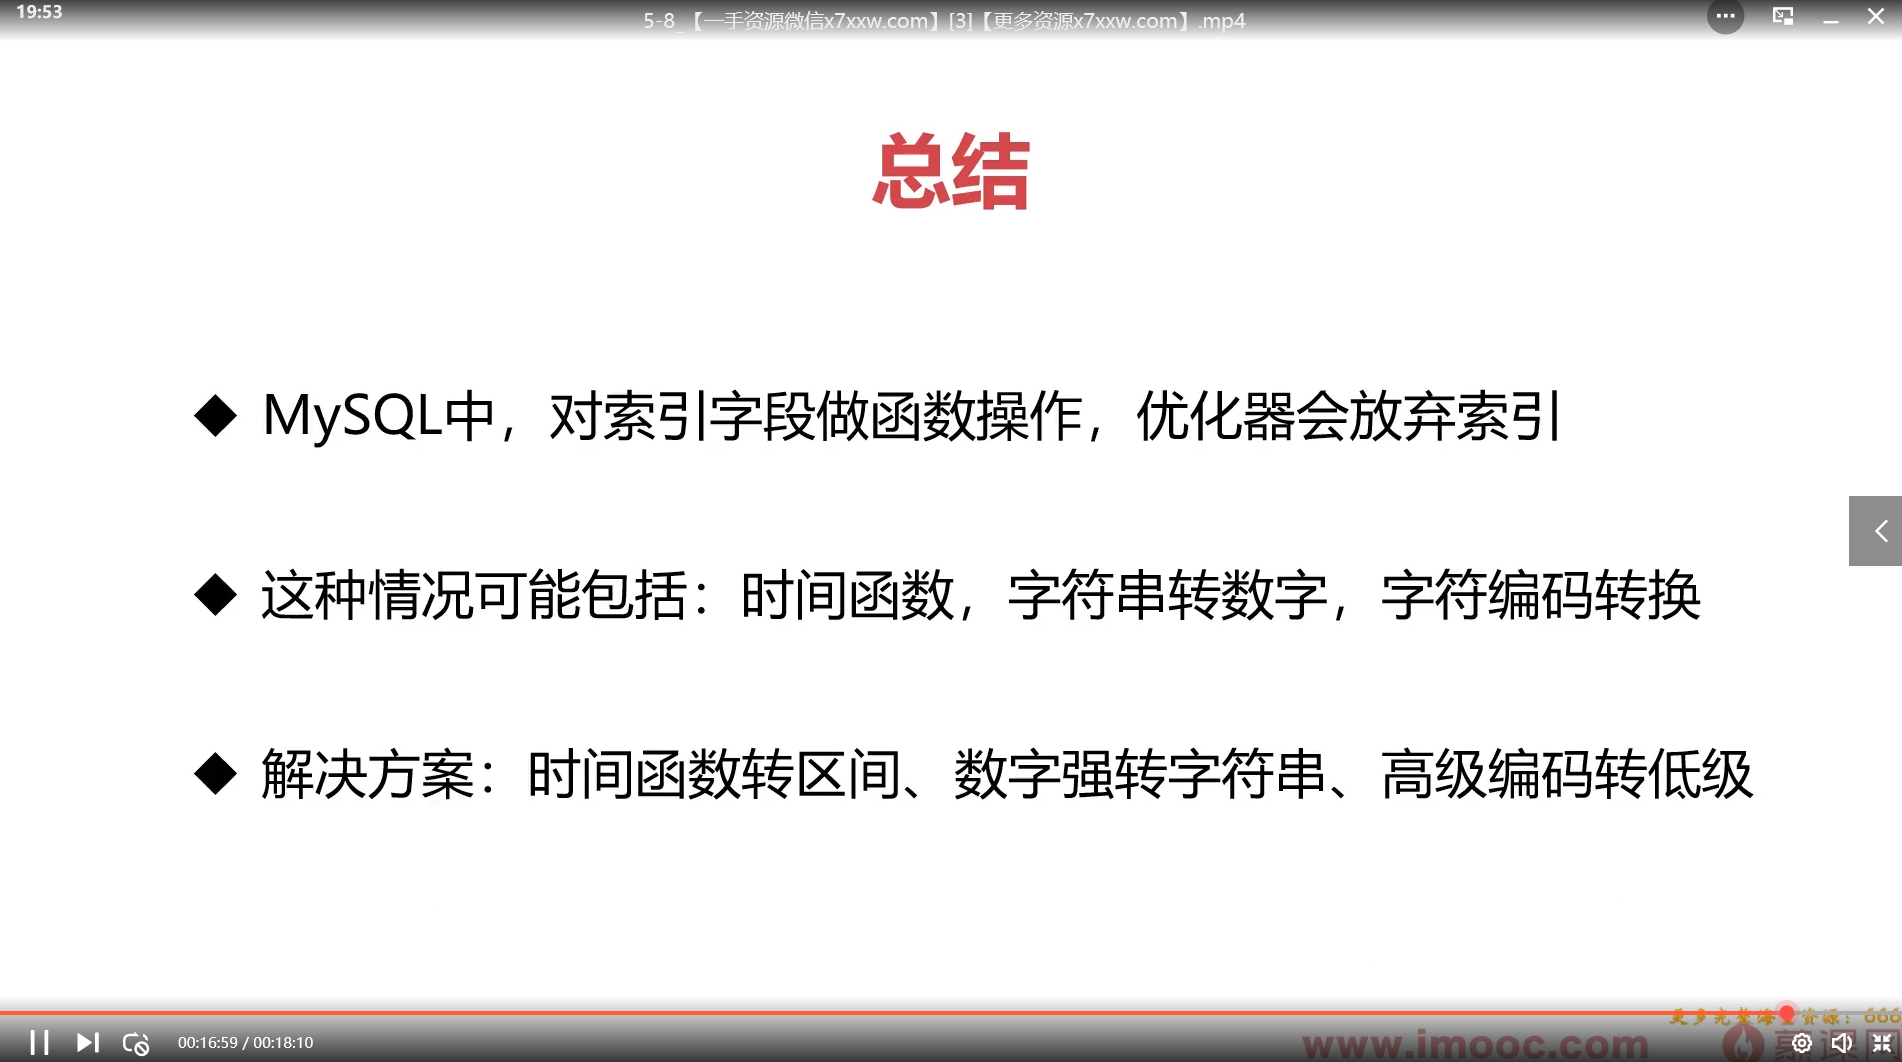 19:53
5-8_【一手资源微信x7xxw.com】[3]【更多资源x7xxw.com】.mp4
总结
◆ MySQL中，对索引字段做函数操作，优化器会放弃索引
◆ 这种情况可能包括：时间函数，字符串转数字，字符编码转换
◆ 解决方案：时间函数转区间、数字强转字符串、高级编码转低级
00:16:59 / 00:18:10
www.imooc.com